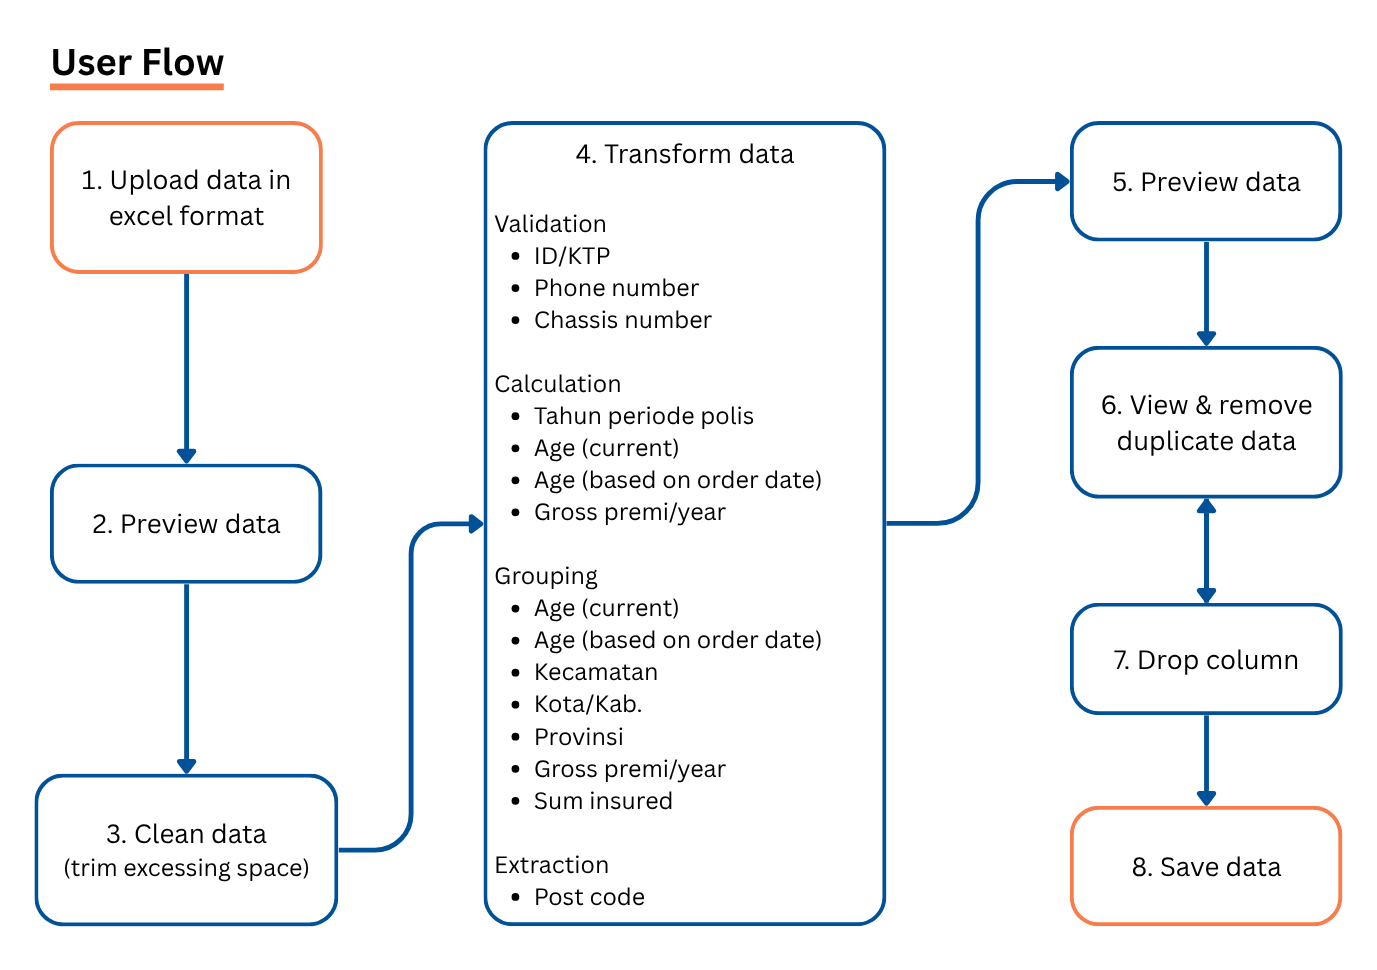 User Flow
1. Upload data in
excel format
2. Preview data
3. Clean data
(trim excessing space)
4. Transform data
Validation
• ID/KTP
• Phone number
• Chassis number
Calculation
• Tahun periode polis
• Age (current)
• Age (based on order date)
• Gross premi/year
Grouping
• Age (current)
• Age (based on order date)
• Kecamatan
• Kota/Kab.
• Provinsi
• Gross premi/year
• Sum insured
Extraction
• Post code
5. Preview data
6. View & remove
duplicate data
7. Drop column
8. Save data